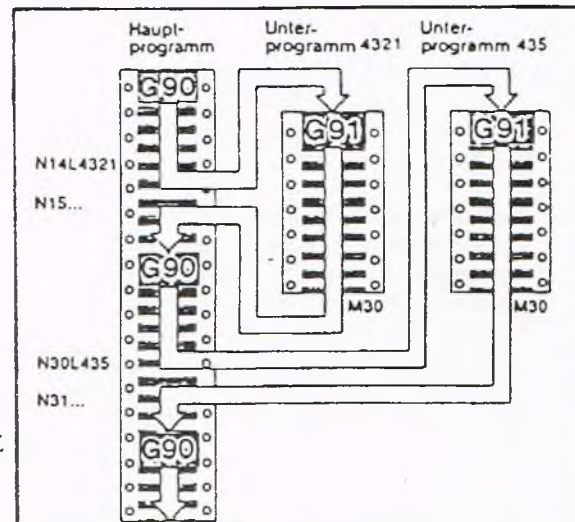 Haupt-
programm
Unter-
programm 4321
Unter-
programm 435
G90
G91
G91
N14L4321
N15...
G90
M30
M30
N30L435
N31...
G90